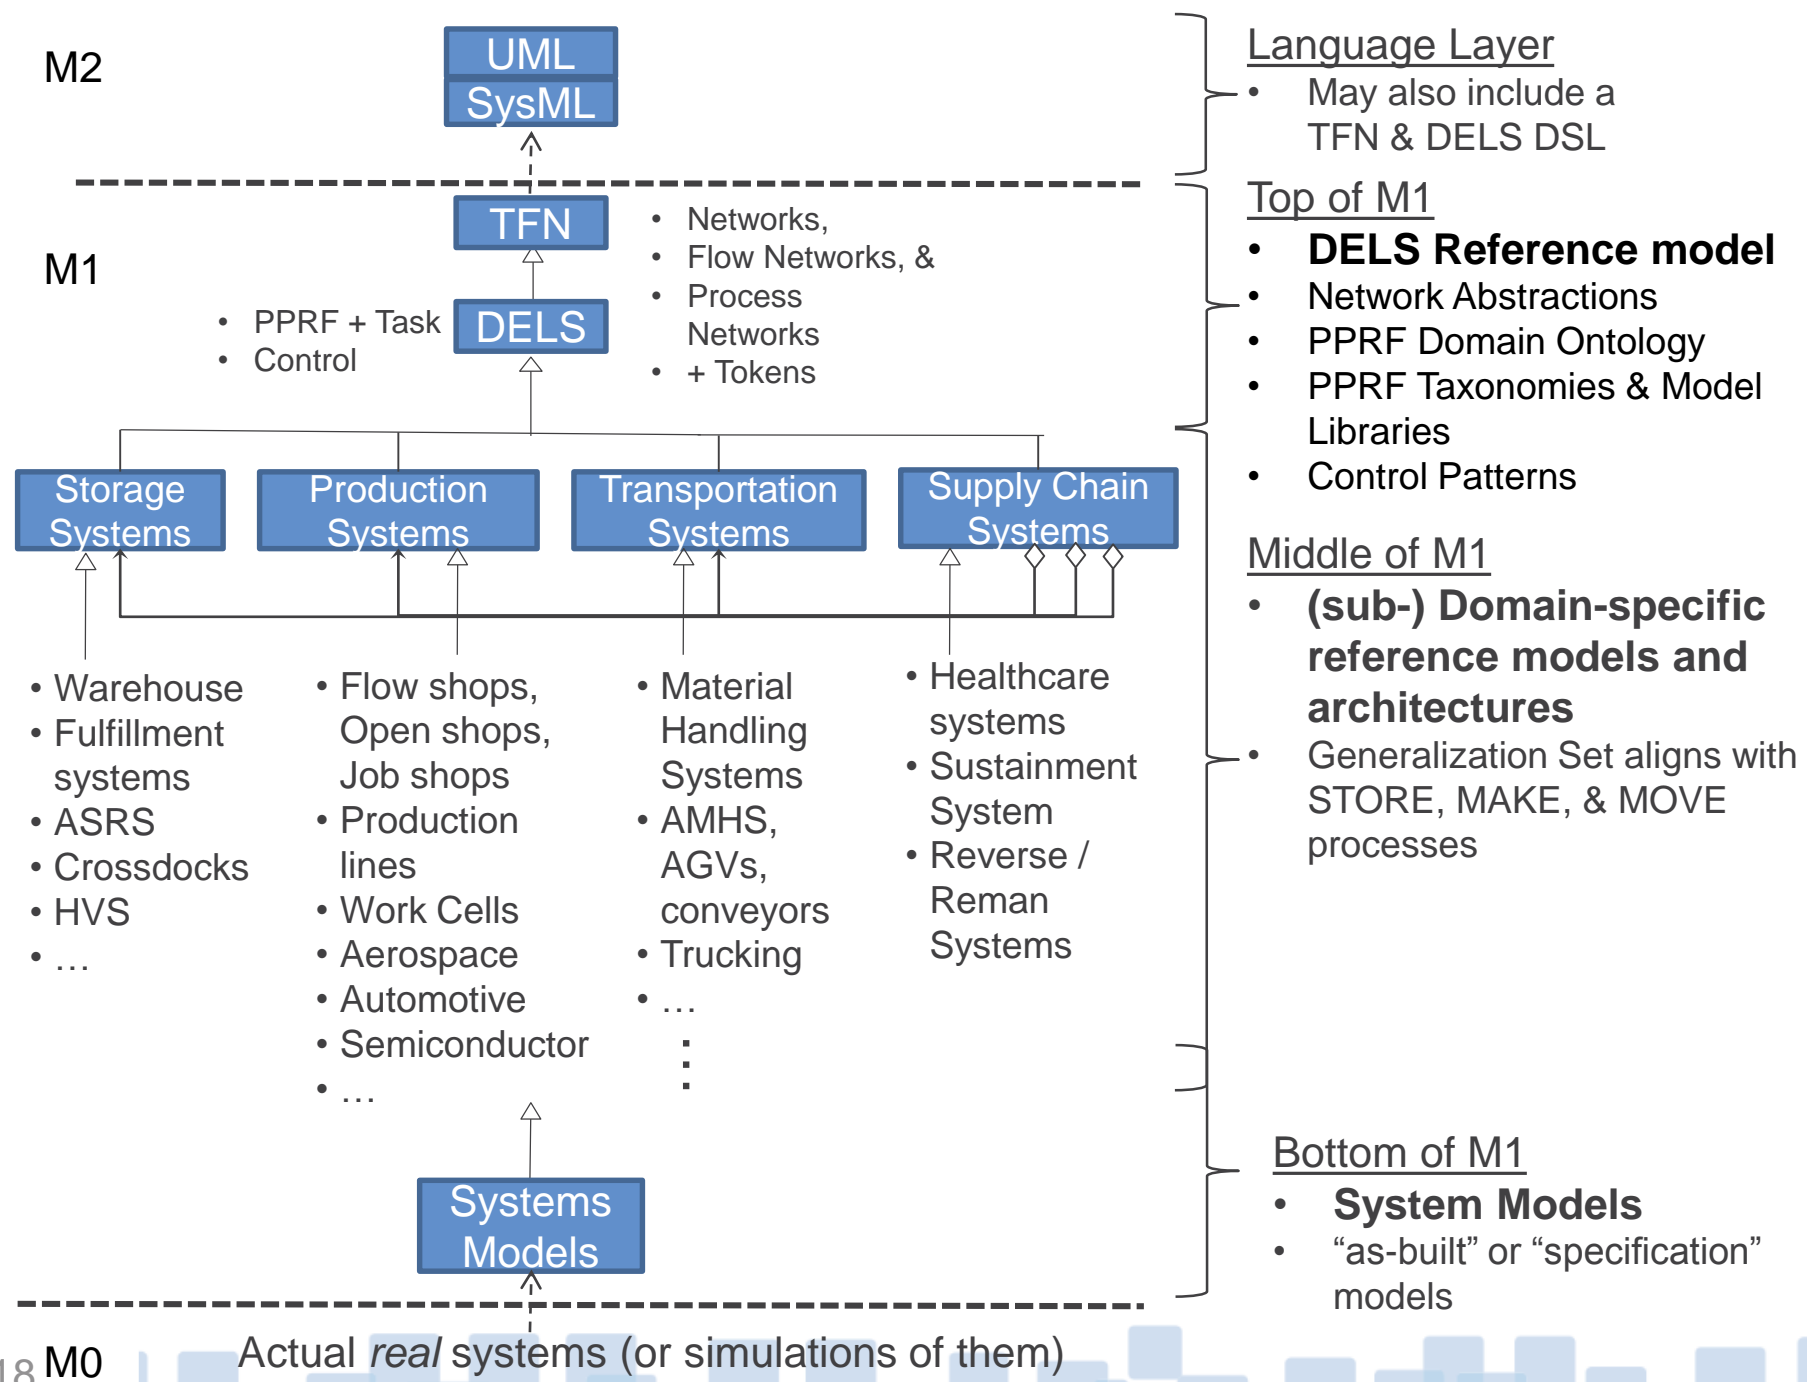 M2
UML
SysML
Language Layer
• May also include a
TFN & DELS DSL
M1
TFN
• Networks,
• Flow Networks, &
• Process
Networks
• + Tokens
• PPRF + Task
• Control
DELS
Top of M1
• DELS Reference model
• Network Abstractions
• PPRF Domain Ontology
• PPRF Taxonomies & Model
Libraries
• Control Patterns
Storage
Systems
Production
Systems
Transportation
Systems
Supply Chain
Systems
Middle of M1
• (sub-) Domain-specific
reference models and
architectures
• Generalization Set aligns with
STORE, MAKE, & MOVE
processes
• Warehouse
• Fulfillment
systems
• ASRS
• Crossdocks
• HVS
• …
• Flow shops,
Open shops,
Job shops
• Production
lines
• Work Cells
• Aerospace
• Automotive
• Semiconductor
• …
• Material
Handling
Systems
• AMHS,
AGVs,
conveyors
• Trucking
• …
• Healthcare
systems
• Sustainment
System
• Reverse /
Reman
Systems
Systems
Models
Bottom of M1
• System Models
• “as-built” or “specification”
models
18
M0
Actual real systems (or simulations of them)